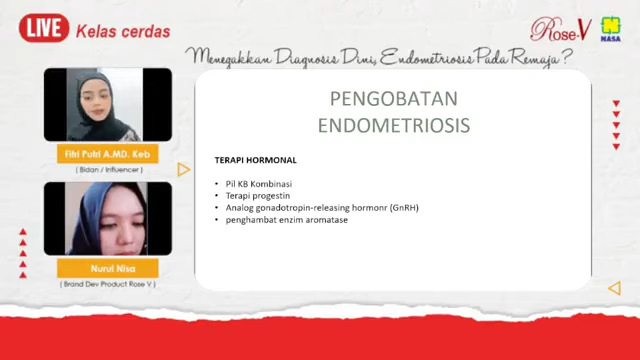 LIVE
Kelas cerdas
Rose-V
NASA
Menegakkan Diagnosis Dini, Endometriosis Pada Remaja?
Fitri Putri A.MD. Keb
( Bidan / Influencer )
Nurul Nisa
( Brand Dev Product Rose V )
PENGOBATAN
ENDOMETRIOSIS
TERAPI HORMONAL
• Pil KB Kombinasi
• Terapi progestin
• Analog gonadotropin-releasing hormonr (GnRH)
• penghambat enzim aromatase